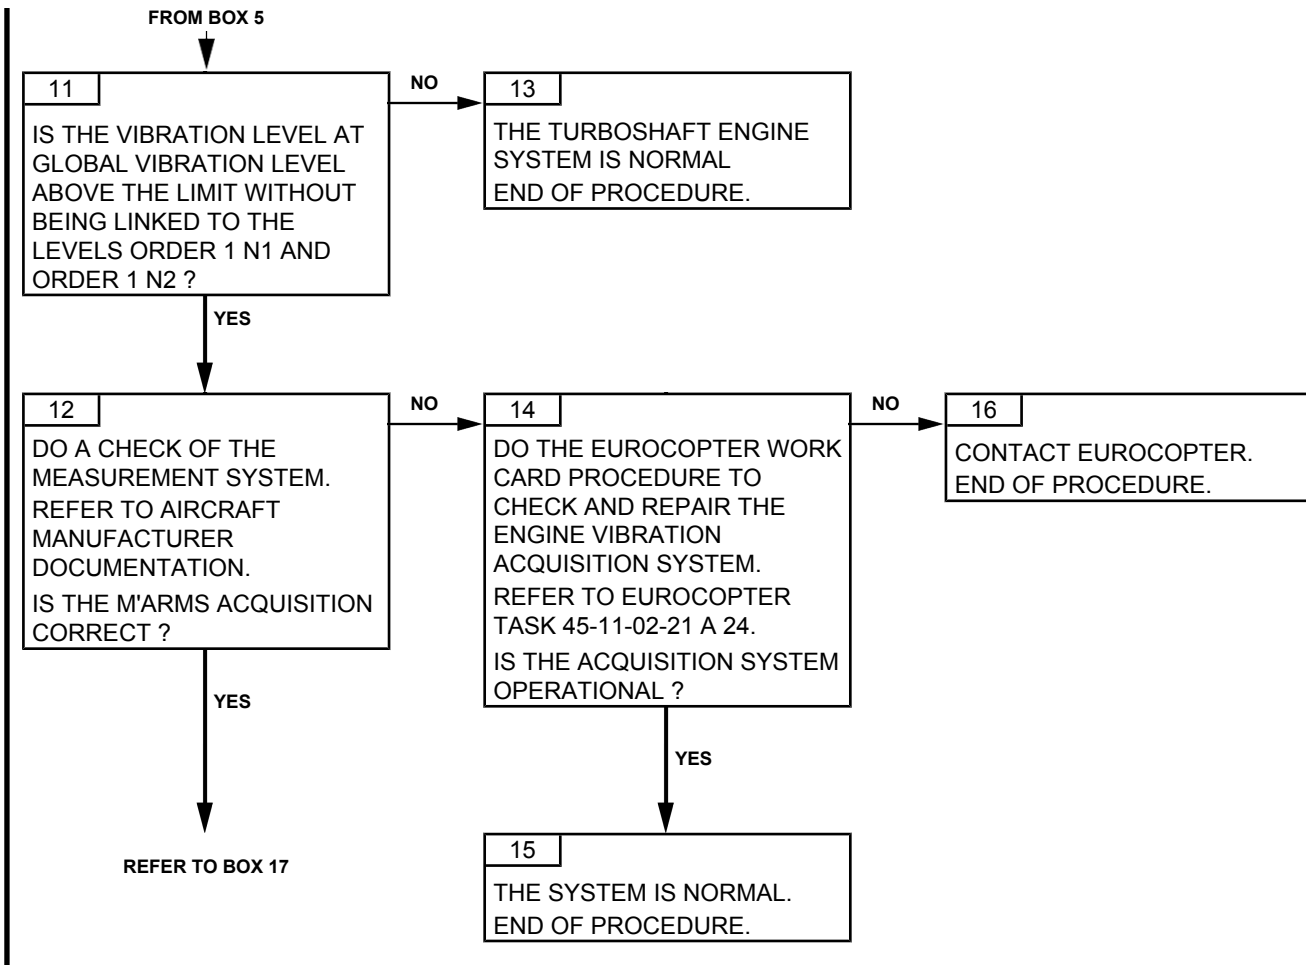 FROM BOX 5
11
IS THE VIBRATION LEVEL AT
GLOBAL VIBRATION LEVEL
ABOVE THE LIMIT WITHOUT
BEING LINKED TO THE
LEVELS ORDER 1 N1 AND
ORDER 1 N2 ?
NO
13
THE TURBOSHAFT ENGINE
SYSTEM IS NORMAL
END OF PROCEDURE.
YES
12
DO A CHECK OF THE
MEASUREMENT SYSTEM.
REFER TO AIRCRAFT
MANUFACTURER
DOCUMENTATION.
IS THE M'ARMS ACQUISITION
CORRECT ?
NO
14
DO THE EUROCOPTER WORK
CARD PROCEDURE TO
CHECK AND REPAIR THE
ENGINE VIBRATION
ACQUISITION SYSTEM.
REFER TO EUROCOPTER
TASK 45-11-02-21 A 24.
IS THE ACQUISITION SYSTEM
OPERATIONAL ?
NO
16
CONTACT EUROCOPTER.
END OF PROCEDURE.
YES
REFER TO BOX 17
YES
15
THE SYSTEM IS NORMAL.
END OF PROCEDURE.